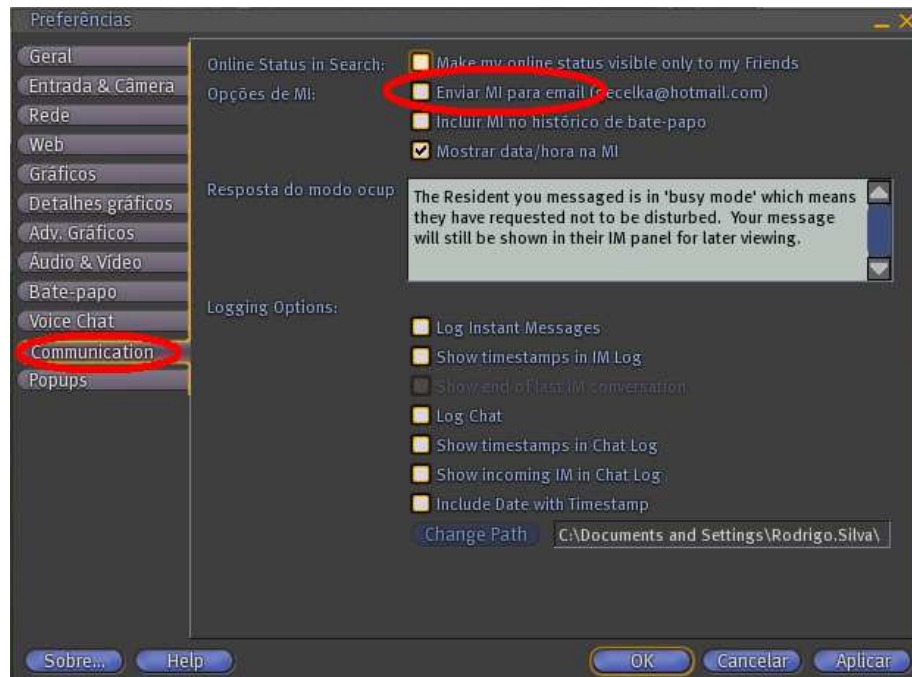 Preferências
Geral
Entrada & Câmera
Rede
Web
Gráficos
Detalhes gráficos
Adv. Gráficos
Áudio & Vídeo
Bate-papo
Voice Chat
Communication
Popups
Online Status in Search:
Make my online status visible only to my Friends
Opções de MI:
Enviar MI para email (gecelka@hotmail.com)
Incluir MI no histórico de bate-papo
Mostrar data/hora na MI
Resposta do modo ocup
The Resident you messaged is in 'busy mode' which means
they have requested not to be disturbed. Your message
will still be shown in their IM panel for later viewing.
Logging Options:
Log Instant Messages
Show timestamps in IM Log
Show end of last IM conversation
Log Chat
Show timestamps in Chat Log
Show incoming IM in Chat Log
Include Date with Timestamp
Change Path
C:\Documents and Settings\Rodrigo.Silva\
Sobre...
Help
OK
Cancelar
Aplicar